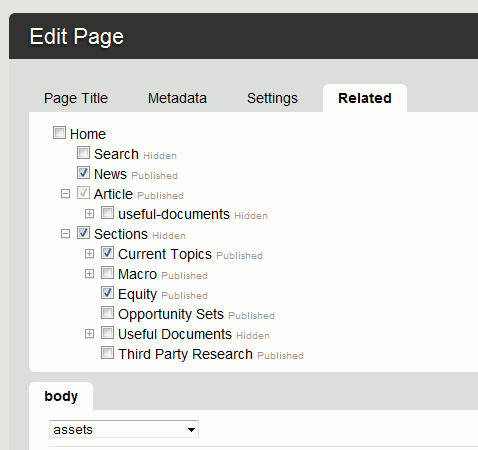 Edit Page
Page Title Metadata Settings Related
Home
Search Hidden
News Published
Article Published
useful-documents Hidden
Sections Hidden
Current Topics Published
Macro Published
Equity Published
Opportunity Sets Published
Useful Documents Hidden
Third Party Research Published
body
assets